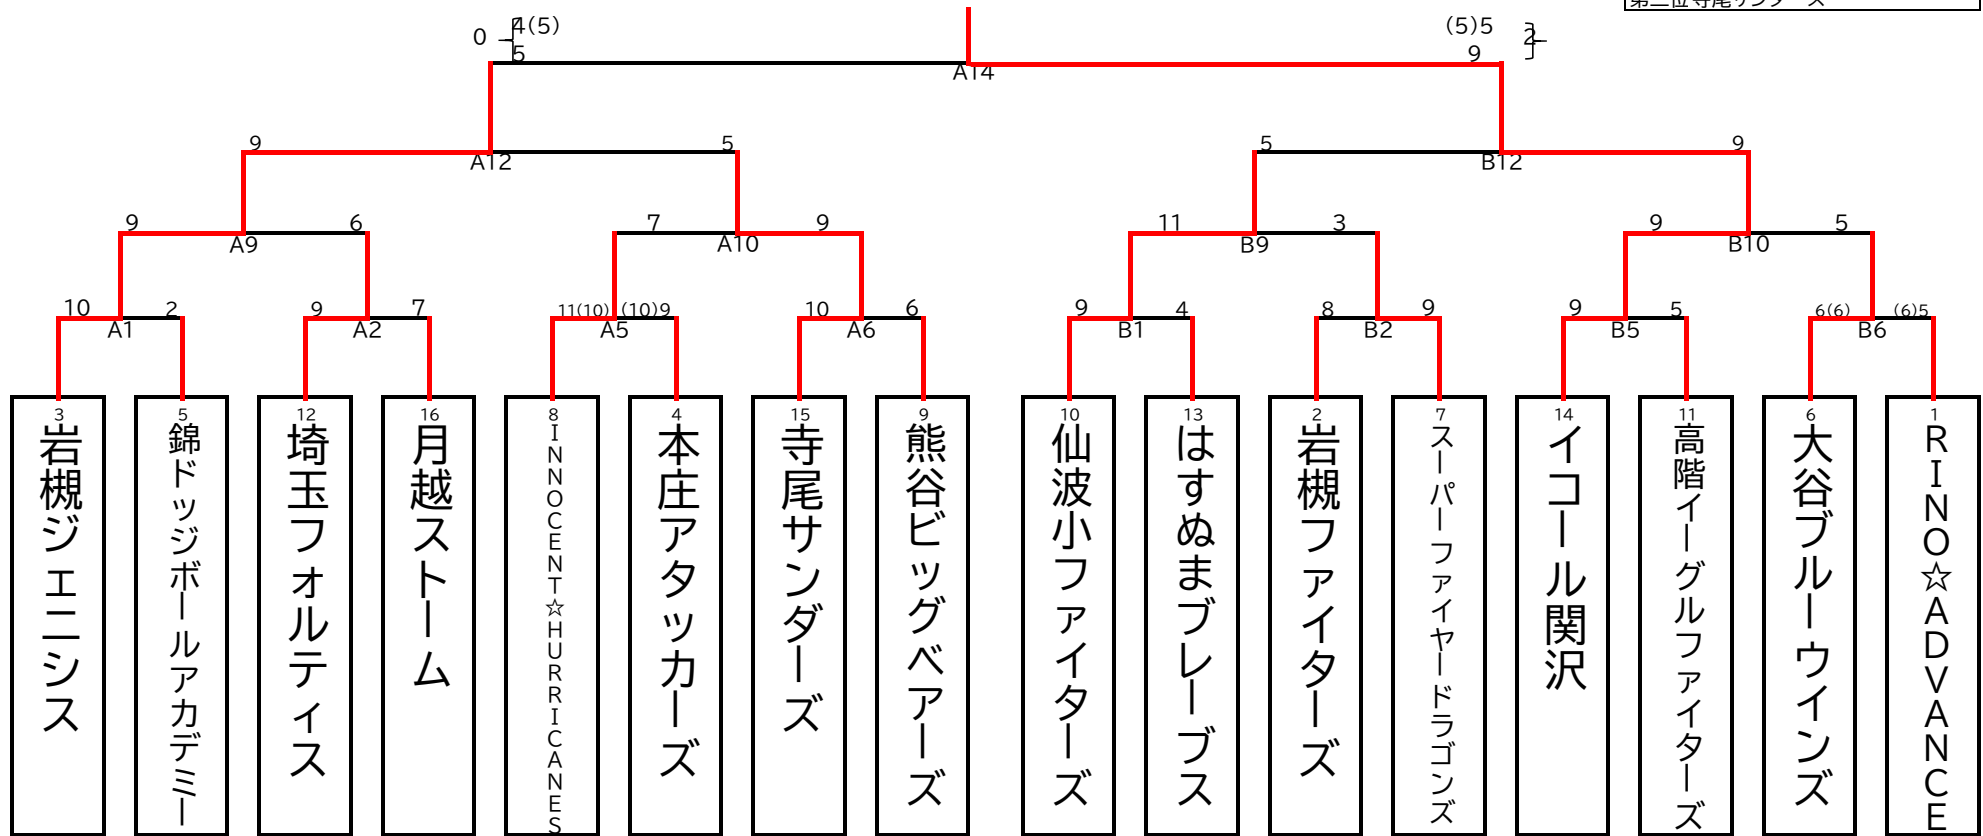 第三位 寺尾サンダーズ
4(5)
0
5
(5)5
2
9
A14
9
5
A12
5
9
B12
9
6
A9
7
9
A10
11
3
B9
9
5
B10
10
2
A1
9
7
A2
11(10)
(10)9
A5
10
6
A6
9
4
B1
8
9
B2
9
5
B5
6(6)
(6)5
B6
3
岩槻ジェニシス
5
錦ドッジボールアカデミー
12
埼玉フォルティス
16
月越ストーム
8
INNOCENT☆HURRICANES
4
本庄アタッカーズ
15
寺尾サンダーズ
9
熊谷ビッグベアーズ
10
仙波小ファイターズ
13
はすぬまブレーブス
2
岩槻ファイターズ
7
スーパーファイヤードラゴンズ
14
イコール関沢
11
高階イーグルファイターズ
6
大谷ブルーウインズ
1
RINO☆ADVANCE